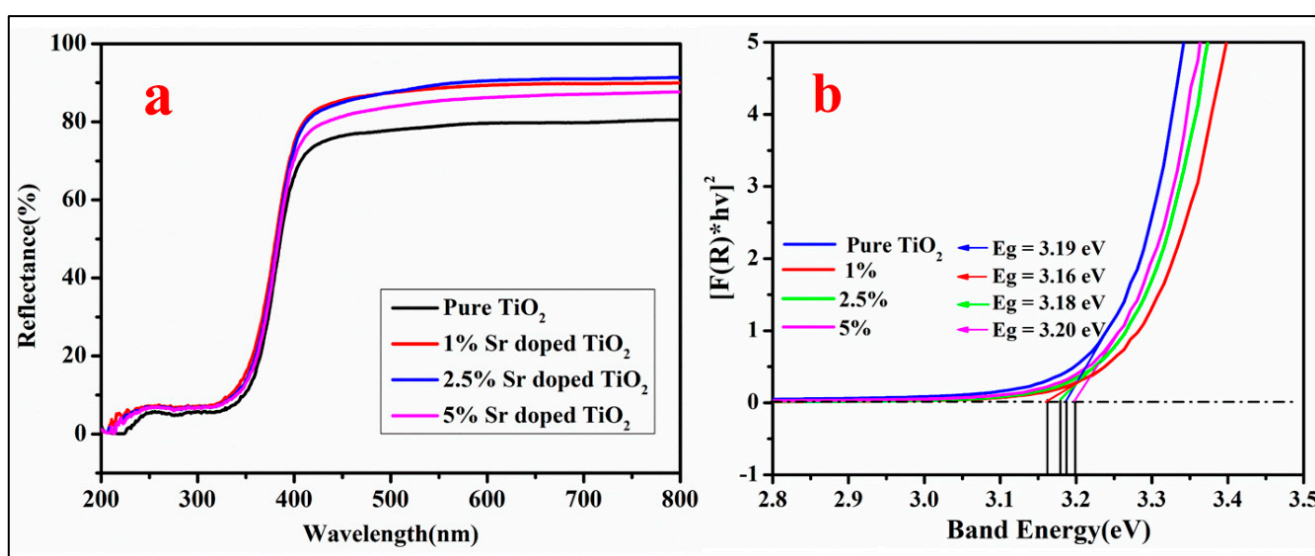 a
Reflectance(%)
100
80
60
40
20
0
200 300 400 500 600 700 800
Wavelength(nm)
Pure TiO₂
1% Sr doped TiO₂
2.5% Sr doped TiO₂
5% Sr doped TiO₂
b
[F(R)*hv]²
5
4
3
2
1
0
-1
2.8 2.9 3.0 3.1 3.2 3.3 3.4 3.5
Band Energy(eV)
Pure TiO₂
1%
2.5%
5%
Eg = 3.19 eV
Eg = 3.16 eV
Eg = 3.18 eV
Eg = 3.20 eV